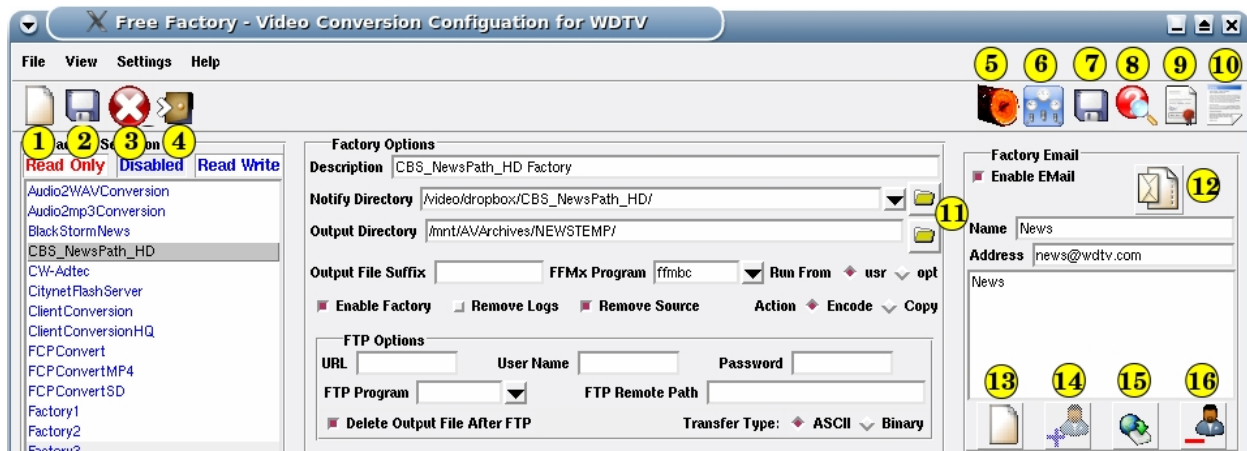 Free Factory - Video Conversion Configuation for WDTV
File View Settings Help
1 2 3 4 5 6 7 8 9 10
Read Only Disabled Read Write
Audio2WAVConversion
Audio2mp3Conversion
BlackStormNews
CBS_NewsPath_HD
CW-Adtec
CitynetFlashServer
ClientConversion
ClientConversionHQ
FCPConvert
FCPConvertMP4
FCPConvertSD
Factory1
Factory2
Factory3
Factory Options
Description CBS_NewsPath_HD Factory
Notify Directory /video/dropbox/CBS_NewsPath_HD/
11
Output Directory /mnt/AVArchives/NEWSTEMP/
Output File Suffix FFMx Program ffmbc Run From usr opt
Enable Factory Remove Logs Remove Source Action Encode Copy
FTP Options
URL User Name Password
FTP Program FTP Remote Path
Delete Output File After FTP Transfer Type: ASCII Binary
Factory Email
Enable EMail
12
Name News
Address news@wdtv.com
News
13 14 15 16